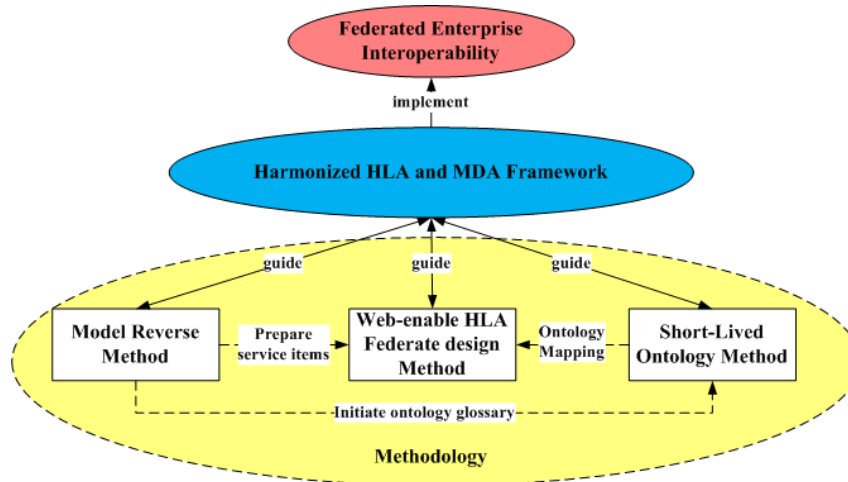 Federated Enterprise
Interoperability
implement
Harmonized HLA and MDA Framework
guide
guide
guide
Model Reverse
Method
Prepare
service items
Web-enable HLA
Federate design
Method
Ontology
Mapping
Short-Lived
Ontology Method
Initiate ontology glossary
Methodology